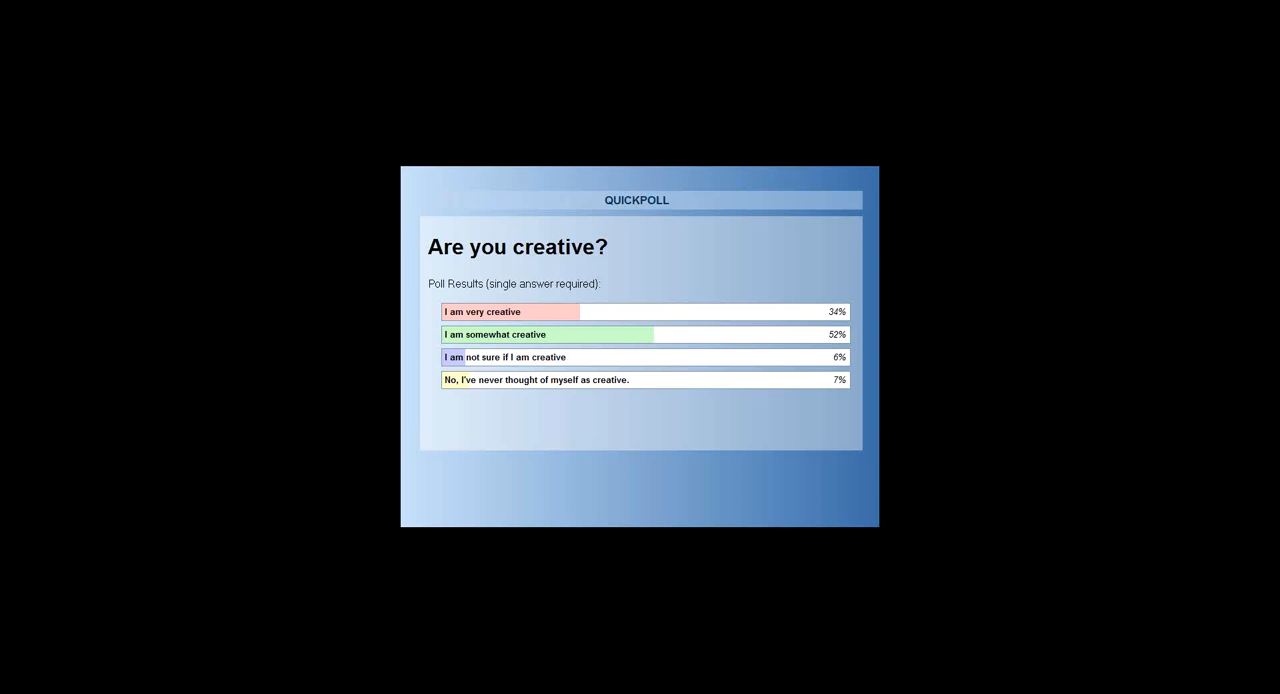 QUICKPOLL
Are you creative?
Poll Results (single answer required):
I am very creative 34%
I am somewhat creative 52%
I am not sure if I am creative 6%
No, I've never thought of myself as creative. 7%